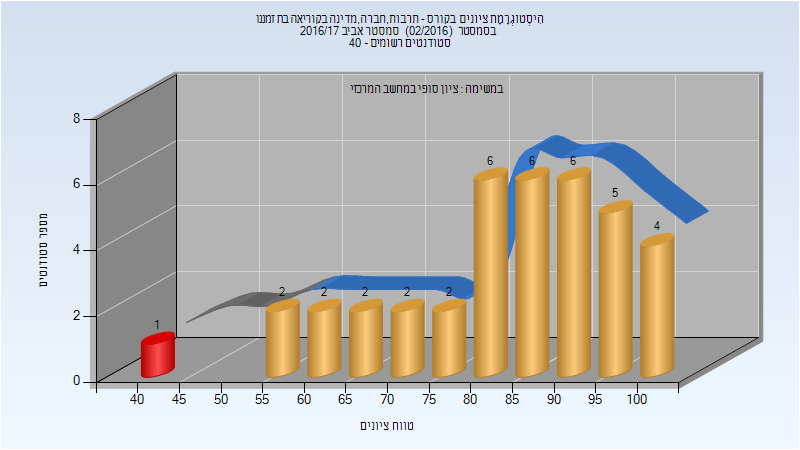 הִיסְטוֹגְרָמַת ציונים בקורס - תרבות,חברה,מדינה בקוריאה בת זמננו
בסמסטר (02/2016) סמסטר אביב 2016/17
סטודנטים רשומים - 40
במשימה : ציון סופי במחשב המרכזי
מספר סטודנטים
8
6
4
2
0
1
2
2
2
2
2
6
6
6
5
4
40 45 50 55 60 65 70 75 80 85 90 95 100
טווח ציונים